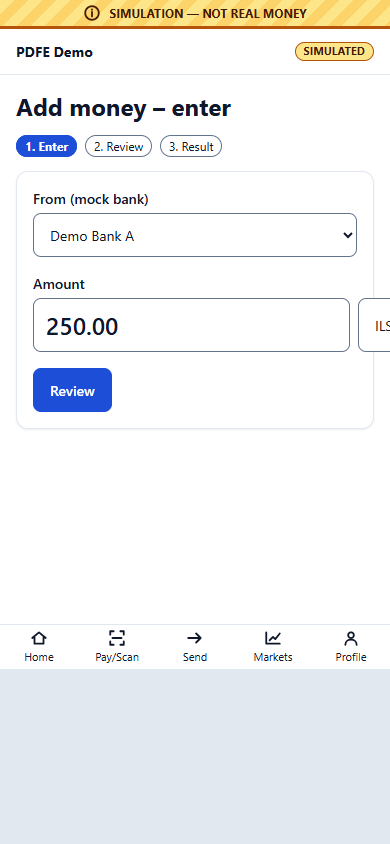 SIMULATION — NOT REAL MONEY
PDFE Demo
SIMULATED
Add money – enter
1. Enter
2. Review
3. Result
From (mock bank)
Demo Bank A
Amount
250.00
Review
Home
Pay/Scan
Send
Markets
Profile